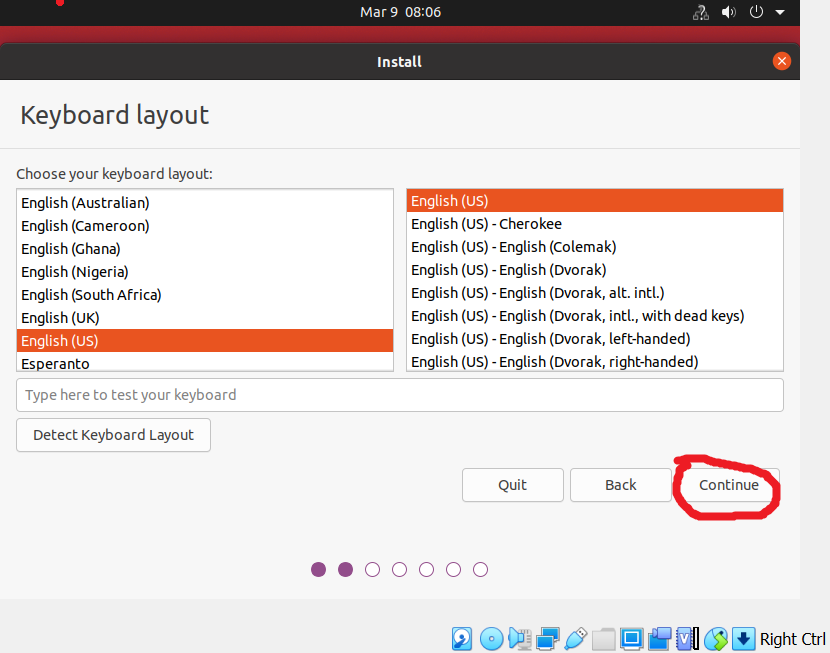 Mar 9 08:06
Install
Keyboard layout
Choose your keyboard layout:
English (Australian)
English (Cameroon)
English (Ghana)
English (Nigeria)
English (South Africa)
English (UK)
English (US)
Esperanto
English (US)
English (US) - Cherokee
English (US) - English (Colemak)
English (US) - English (Dvorak)
English (US) - English (Dvorak, alt. intl.)
English (US) - English (Dvorak, intl., with dead keys)
English (US) - English (Dvorak, left-handed)
English (US) - English (Dvorak, right-handed)
Type here to test your keyboard
Detect Keyboard Layout
Quit Back Continue
Right Ctrl